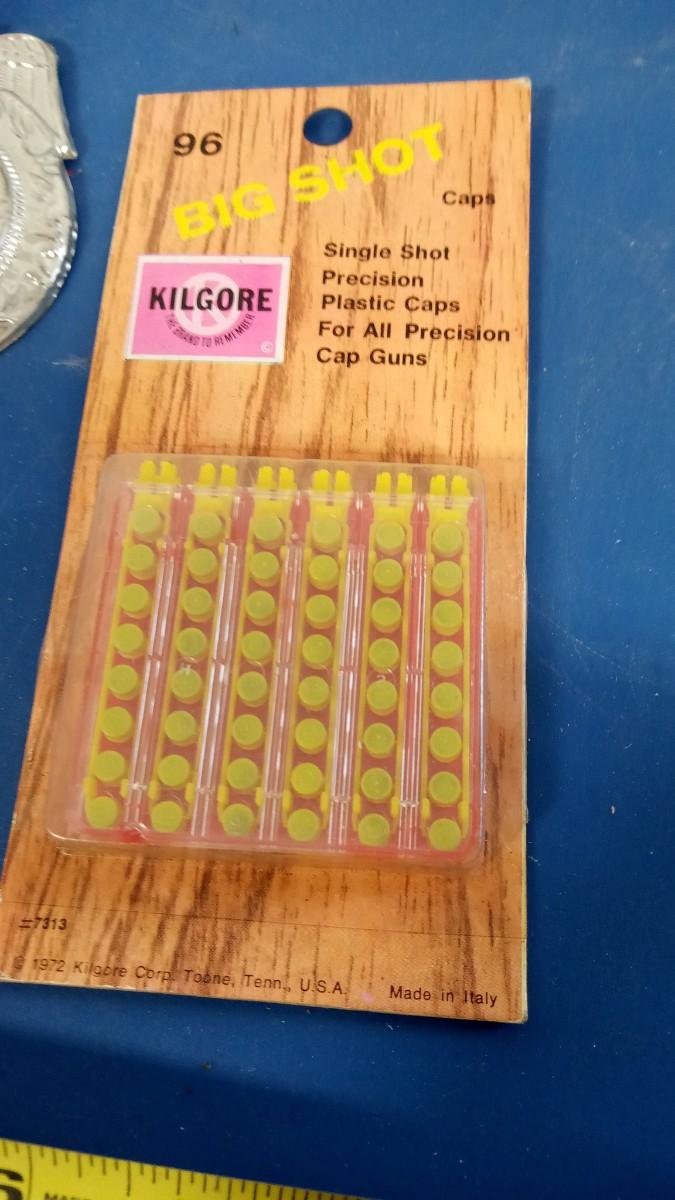 96
BIG SHOT
Caps
KILGORE
THE BRAND TO REMEMBER
©
Single Shot
Precision
Plastic Caps
For All Precision
Cap Guns
#7313
© 1972 Kilgore Corp. Toone, Tenn., U.S.A. Made in Italy
6